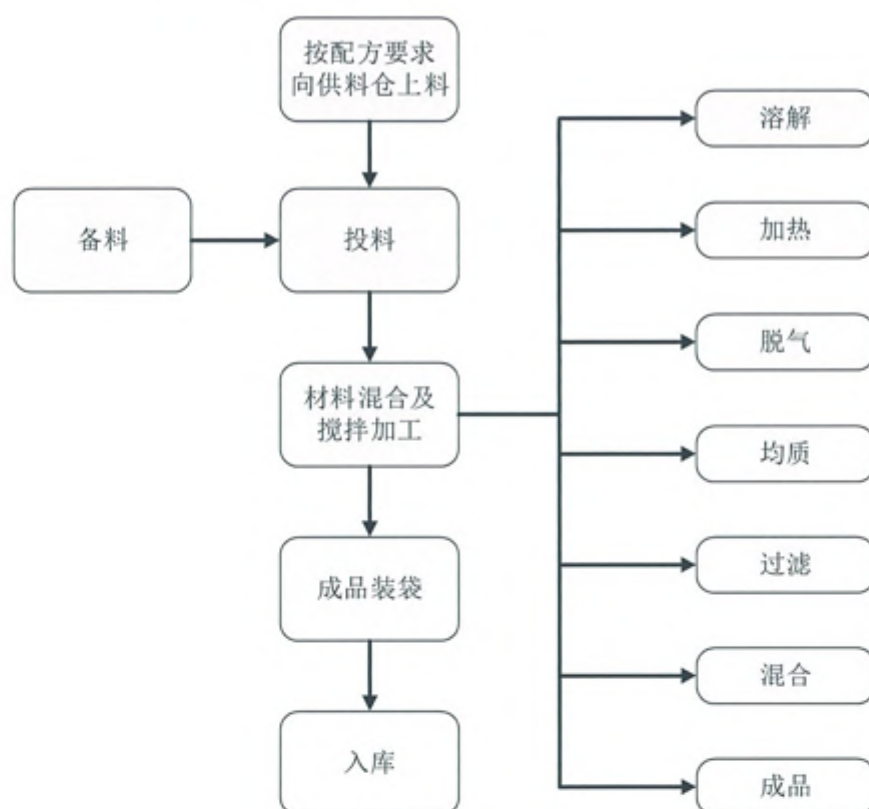 按配方要求
向供料仓上料
备料
投料
材料混合及
搅拌加工
成品装袋
入库
溶解
加热
脱气
均质
过滤
混合
成品